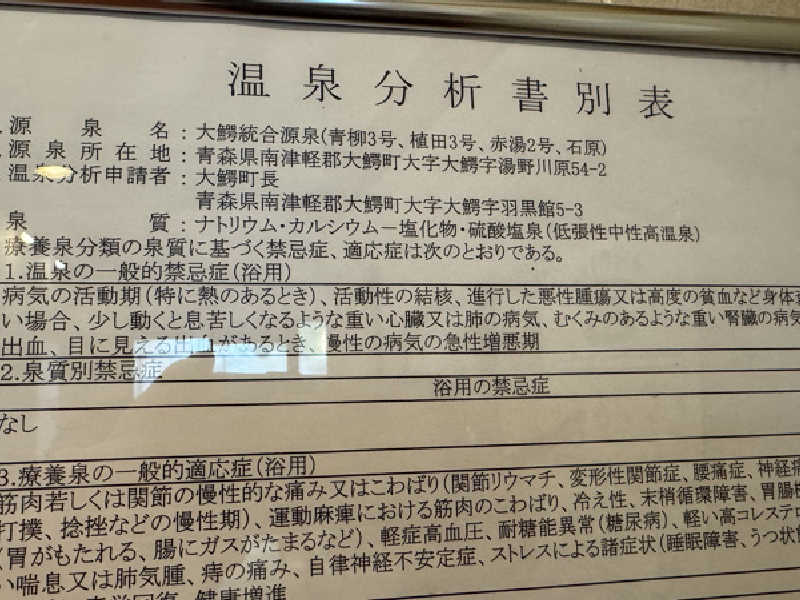 温泉分析書別表
源泉名：大鰐統合源泉(青柳3号、植田3号、赤湯2号、石原)
源泉所在地：青森県南津軽郡大鰐町大字大鰐字湯野川原54-2
温泉分析申請者：大鰐町長
青森県南津軽郡大鰐町大字大鰐字羽黒館5-3
泉質：ナトリウム・カルシウム－塩化物・硫酸塩泉(低張性中性高温泉)
療養泉分類の泉質に基づく禁忌症、適応症は次のとおりである。
1.温泉の一般的禁忌症(浴用)
病気の活動期(特に熱のあるとき)、活動性の結核、進行した悪性腫瘍又は高度の貧血など身体
い場合、少し動くと息苦しくなるような重い心臓又は肺の病気、むくみのあるような重い腎臓の病気
出血、目に見える出血があるとき、慢性の病気の急性増悪期
2.泉質別禁忌症
浴用の禁忌症
なし
3.療養泉の一般的適応症(浴用)
筋肉若しくは関節の慢性的な痛み又はこわばり(関節リウマチ、変形性関節症、腰痛症、神経
打撲、捻挫などの慢性期)、運動麻痺における筋肉のこわばり、冷え性、末梢循環障害、胃腸
(胃がもたれる、腸にガスがたまるなど)、軽症高血圧、耐糖能異常(糖尿病)、軽い高コレステロ
い喘息又は肺気腫、痔の痛み、自律神経不安定症、ストレスによる諸症状(睡眠障害、うつ状
回復、健康増進